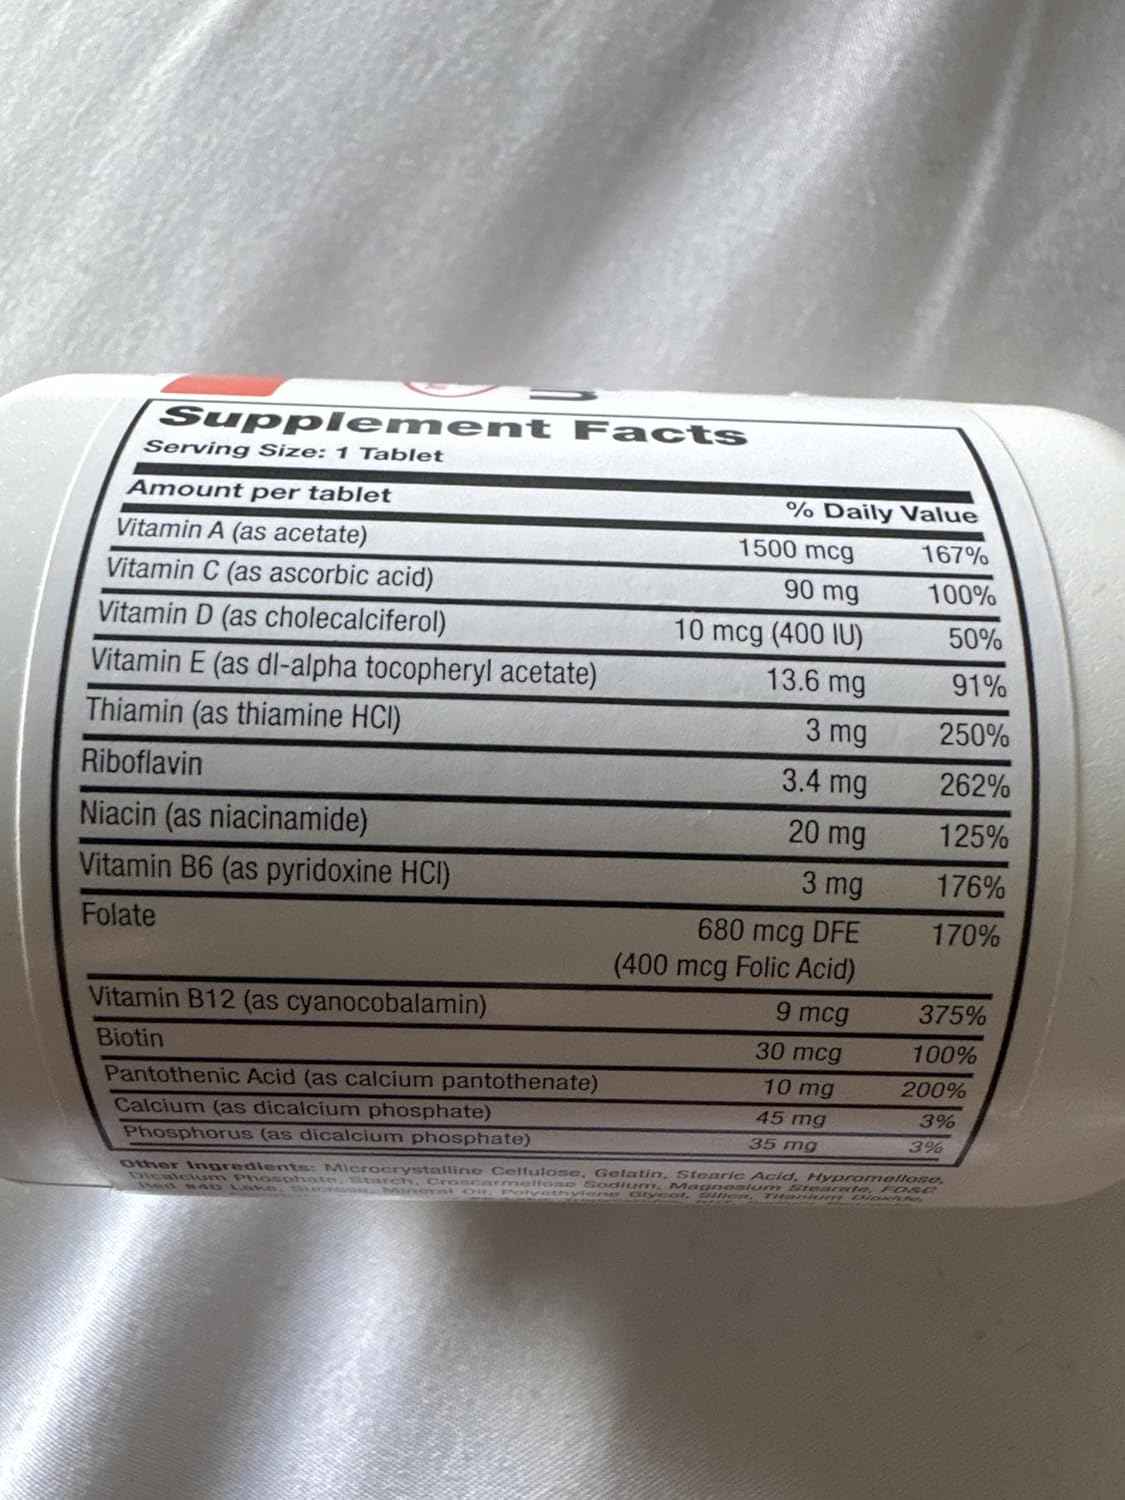 Supplement Facts
Serving Size: 1 Tablet
Amount per tablet % Daily Value
Vitamin A (as acetate) 1500 mcg 167%
Vitamin C (as ascorbic acid) 90 mg 100%
Vitamin D (as cholecalciferol) 10 mcg (400 IU) 50%
Vitamin E (as dl-alpha tocopheryl acetate) 13.6 mg 91%
Thiamin (as thiamine HCl) 3 mg 250%
Riboflavin 3.4 mg 262%
Niacin (as niacinamide) 20 mg 125%
Vitamin B6 (as pyridoxine HCl) 3 mg 176%
Folate 680 mcg DFE 170%
(400 mcg Folic Acid)
Vitamin B12 (as cyanocobalamin) 9 mcg 375%
Biotin 30 mcg 100%
Pantothenic Acid (as calcium pantothenate) 10 mg 200%
Calcium (as dicalcium phosphate) 45 mg 3%
Phosphorus (as dicalcium phosphate) 35 mg 3%
Other Ingredients: Microcrystalline Cellulose, Gelatin, Stearic Acid, Hypromellose,
Dicalcium Phosphate, Starch, Croscarmellose Sodium, Magnesium Stearate, FD&C
Red #40 Lake, Sucrose, Mineral Oil, Polyethylene Glycol, Silica, Titanium Dioxide,